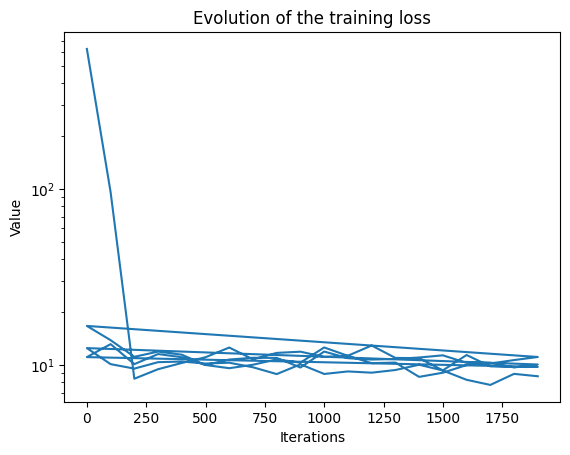 Evolution of the training loss
10²
10¹
Value
0 250 500 750 1000 1250 1500 1750
Iterations